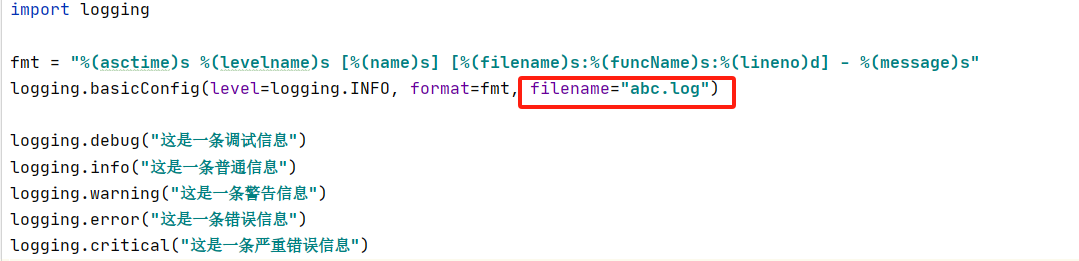 import logging
fmt = "%(asctime)s %(levelname)s [%(name)s] [%(filename)s:%(funcName)s:%(lineno)d] - %(message)s"
logging.basicConfig(level=logging.INFO, format=fmt, filename="abc.log")
logging.debug("这是一条调试信息")
logging.info("这是一条普通信息")
logging.warning("这是一条警告信息")
logging.error("这是一条错误信息")
logging.critical("这是一条严重错误信息")